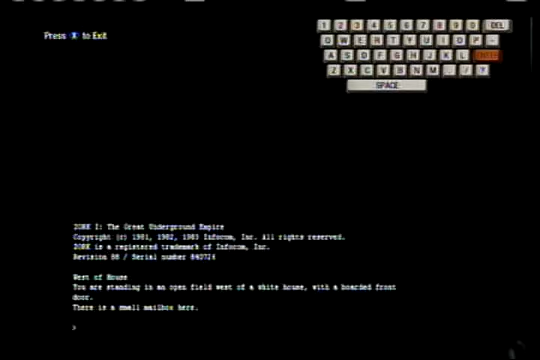 Press X to Exit
1 2 3 4 5 6 7 8 9 0 DEL
Q W E R T Y U I O P -
A S D F G H J K L ENTER
Z X C V B N M , . / ?
SPACE
ZORK I: The Great Underground Empire
Copyright (c) 1981, 1982, 1983 Infocom, Inc. All rights reserved.
ZORK is a registered trademark of Infocom, Inc.
Revision 88 / Serial number 840726
West of House
You are standing in an open field west of a white house, with a boarded front
door.
There is a small mailbox here.
>